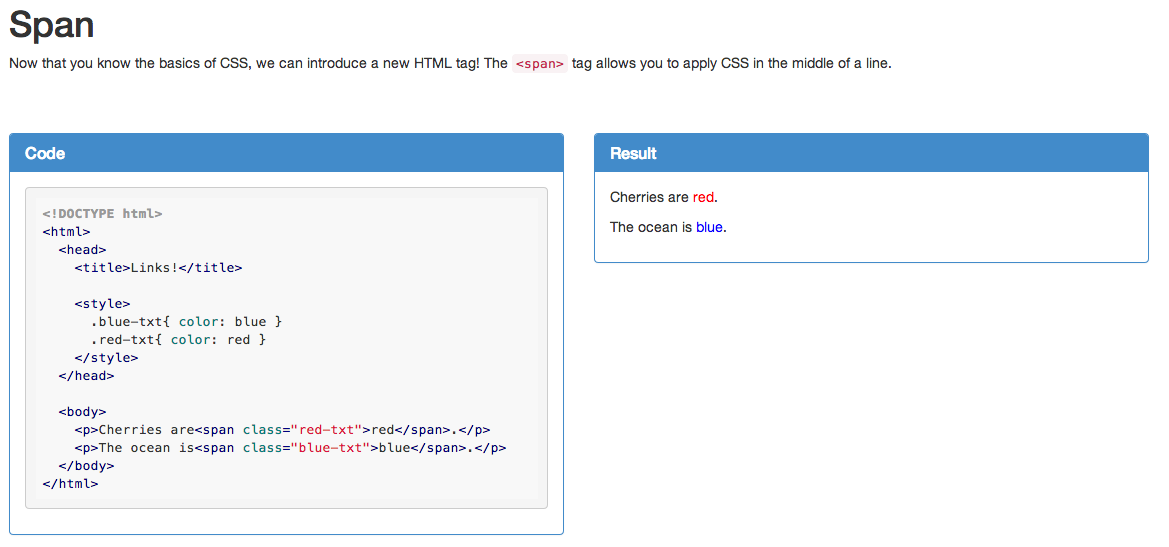 Span
Now that you know the basics of CSS, we can introduce a new HTML tag! The <span> tag allows you to apply CSS in the middle of a line.
Code
<!DOCTYPE html>
<html>
  <head>
    <title>Links!</title>
    <style>
      .blue-txt{ color: blue }
      .red-txt{ color: red }
    </style>
  </head>
  <body>
    <p>Cherries are<span class="red-txt">red</span>.</p>
    <p>The ocean is<span class="blue-txt">blue</span>.</p>
  </body>
</html>
Result
Cherries are red.
The ocean is blue.